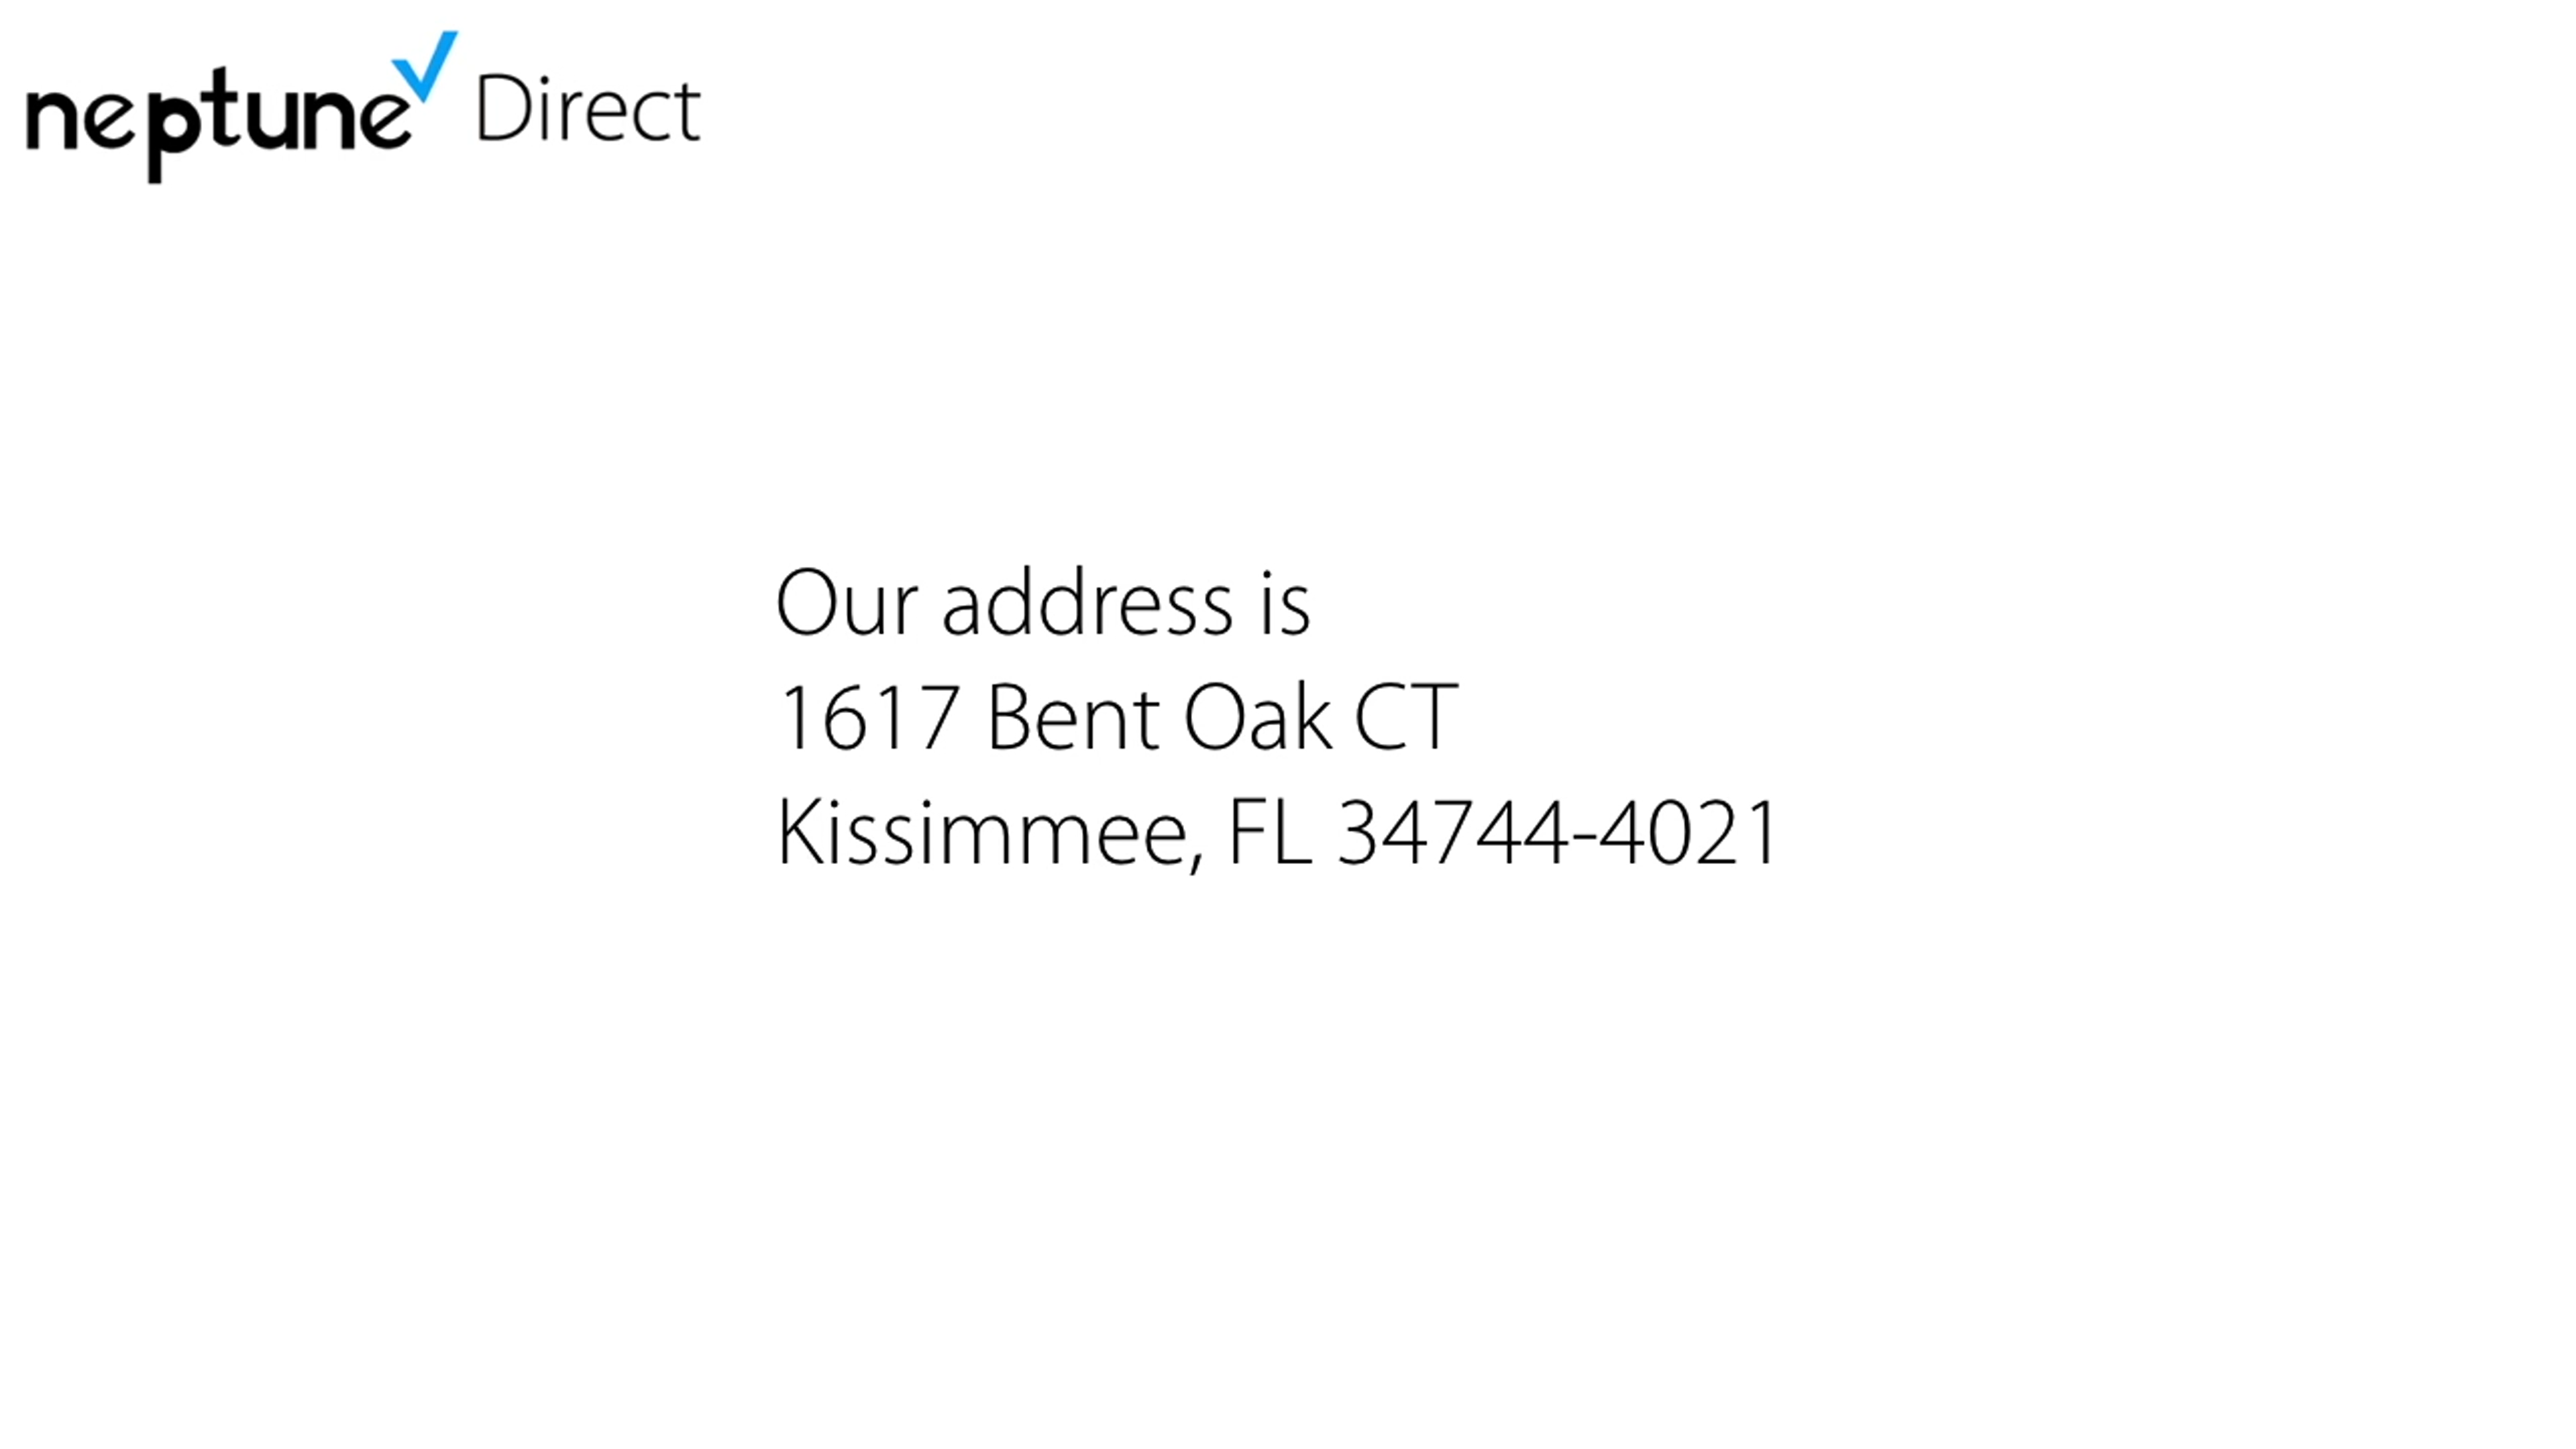 neptune Direct
Our address is
1617 Bent Oak CT
Kissimmee, FL 34744-4021